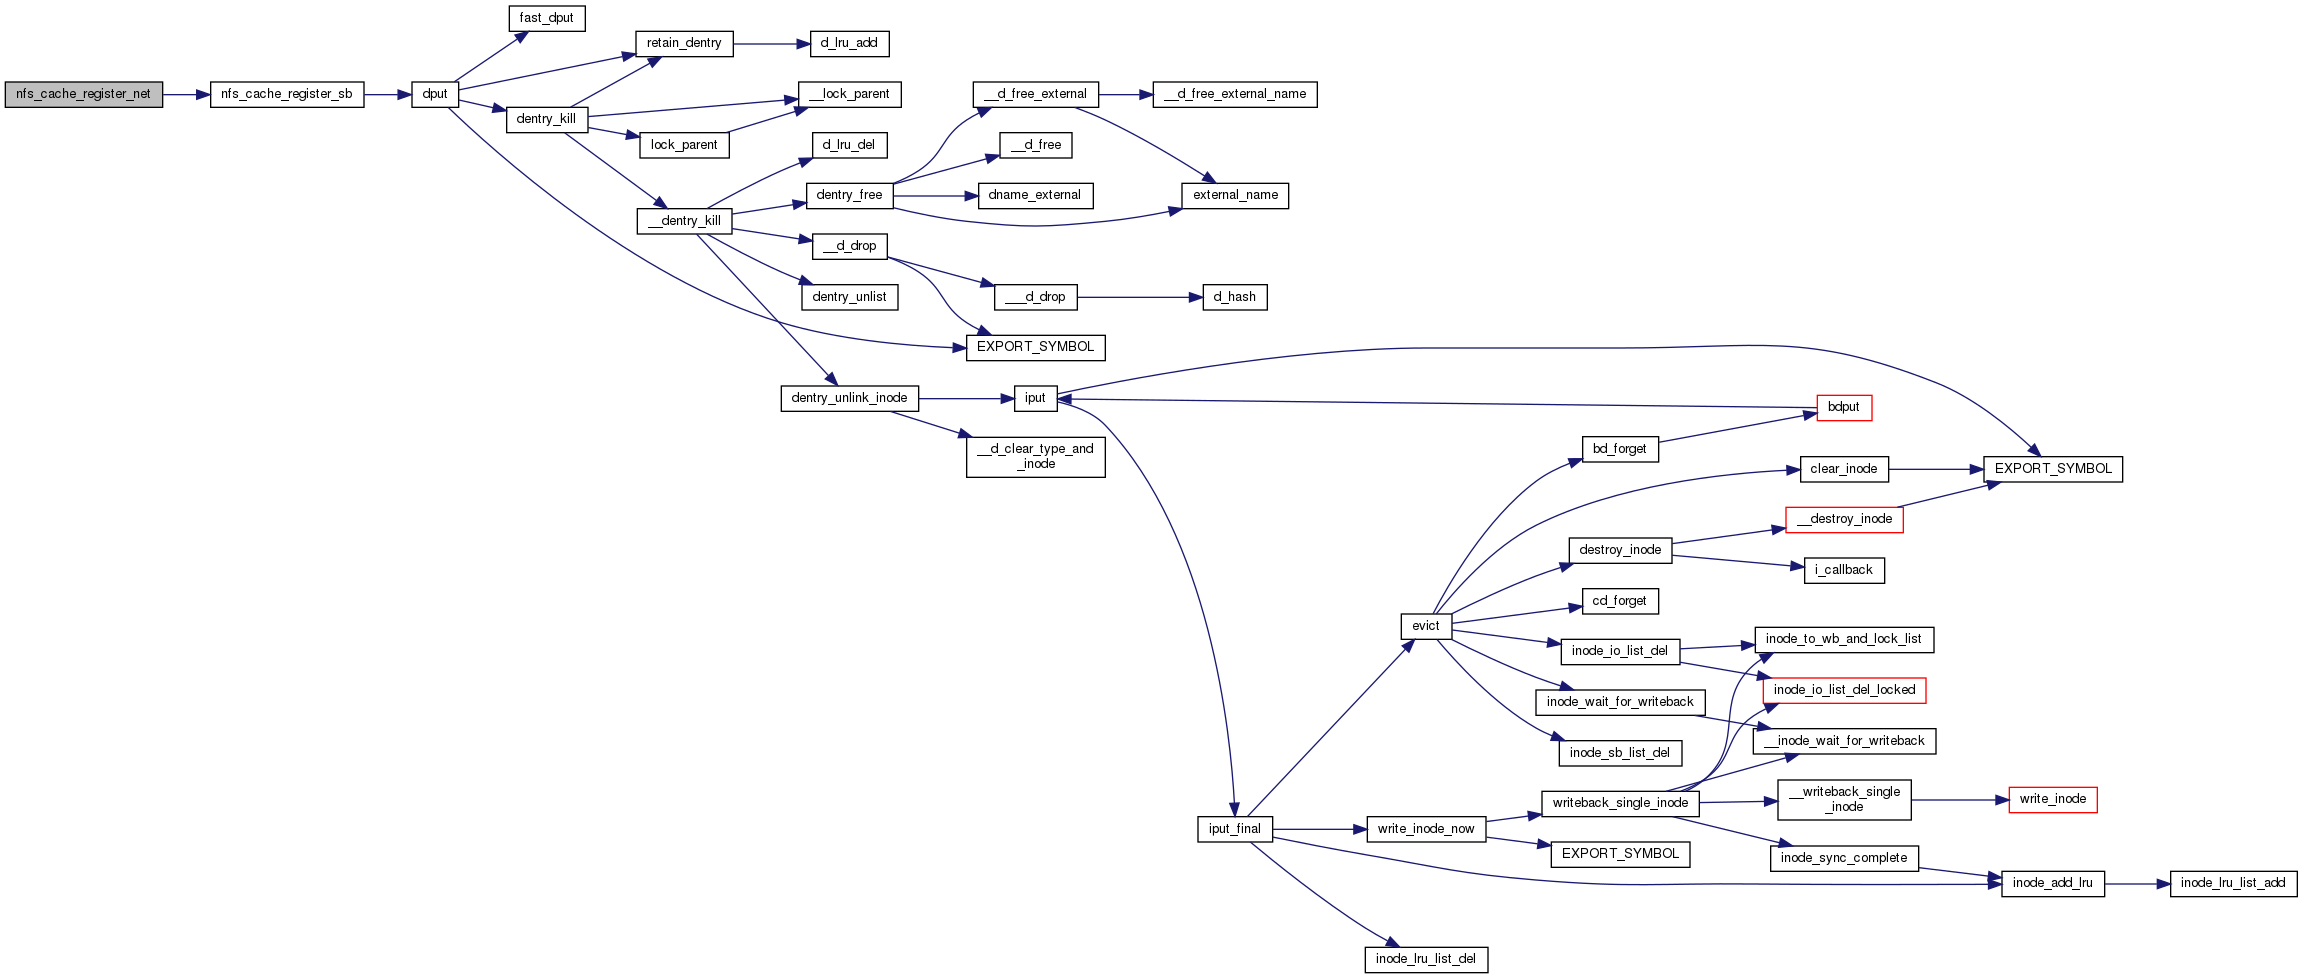 fast_dput
retain_dentry
d_lru_add
nfs_cache_register_net
nfs_cache_register_sb
dput
__lock_parent
__d_free_external
__d_free_external_name
dentry_kill
lock_parent
d_lru_del
__d_free
dentry_free
dname_external
external_name
__dentry_kill
__d_drop
dentry_unlist
___d_drop
d_hash
EXPORT_SYMBOL
dentry_unlink_inode
iput
bdput
__d_clear_type_and
_inode
bd_forget
clear_inode
EXPORT_SYMBOL
__destroy_inode
destroy_inode
i_callback
cd_forget
evict
inode_to_wb_and_lock_list
inode_io_list_del
inode_io_list_del_locked
inode_wait_for_writeback
__inode_wait_for_writeback
inode_sb_list_del
writeback_single_inode
__writeback_single
_inode
write_inode
iput_final
write_inode_now
EXPORT_SYMBOL
inode_sync_complete
inode_add_lru
inode_lru_list_add
inode_lru_list_del